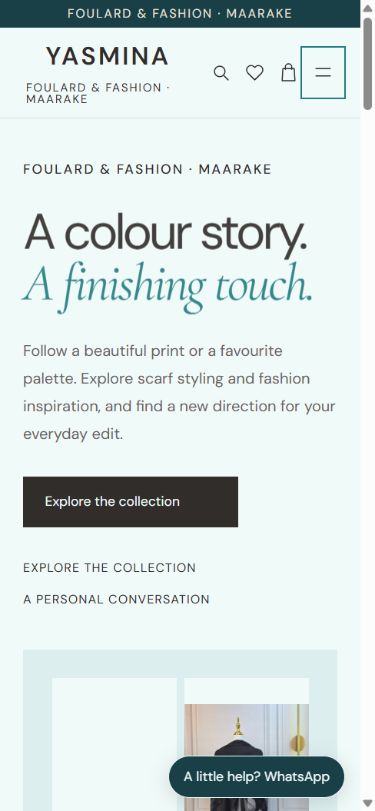 FOULARD & FASHION · MAARAKE
YASMINA
FOULARD & FASHION ·
MAARAKE
FOULARD & FASHION · MAARAKE
A colour story.
A finishing touch.
Follow a beautiful print or a favourite
palette. Explore scarf styling and fashion
inspiration, and find a new direction for your
everyday edit.
Explore the collection
EXPLORE THE COLLECTION
A PERSONAL CONVERSATION
A little help? WhatsApp